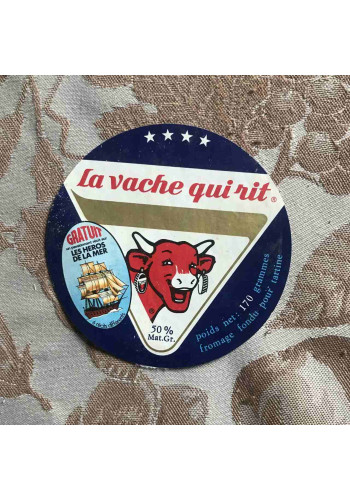 La vache qui rit ®
GRATUIT
LES HEROS
DE LA MER
50%
Mat.Gr.
poids net: 170 grammes
fromage fondu pour tartine